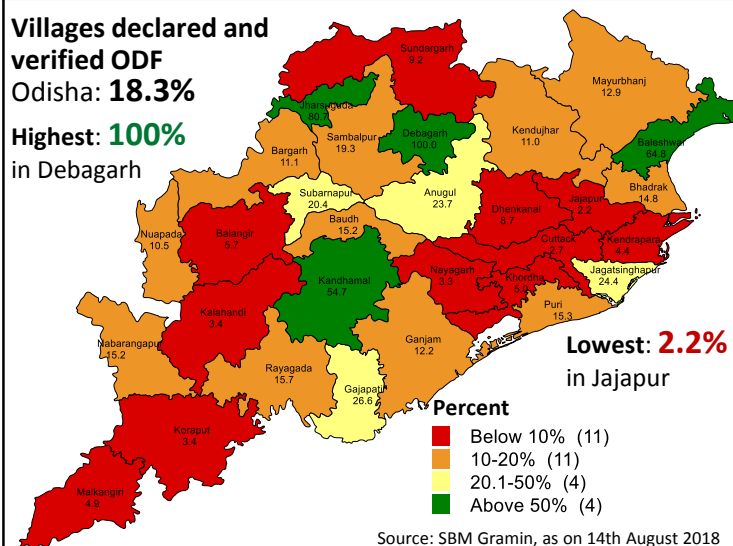 Villages declared and
verified ODF
Odisha: 18.3%
Highest: 100%
in Debagarh
Sundargarh
9.2
Mayurbhanj
12.9
Jharsuguda
80.7
Sambalpur
19.3
Debagarh
100.0
Kendujhar
11.0
Baleshwar
64.8
Bargarh
11.1
Bhadrak
14.8
Subarnapur
20.4
Anugul
23.7
Dhenkanal
8.7
Jajapur
2.2
Nuapada
10.5
Balangir
5.7
Baudh
15.2
Cuttack
2.7
Kendrapara
4.4
Kandhamal
54.7
Nayagarh
3.3
Khordha
Jagatsinghapur
24.4
Kalahandi
3.4
Puri
15.3
Nabarangapur
15.2
Ganjam
12.2
Rayagada
15.7
Gajapati
26.6
Lowest: 2.2%
in Jajapur
Koraput
3.4
Malkangiri
4.9
Percent
Below 10% (11)
10-20% (11)
20.1-50% (4)
Above 50% (4)
Source: SBM Gramin, as on 14th August 2018